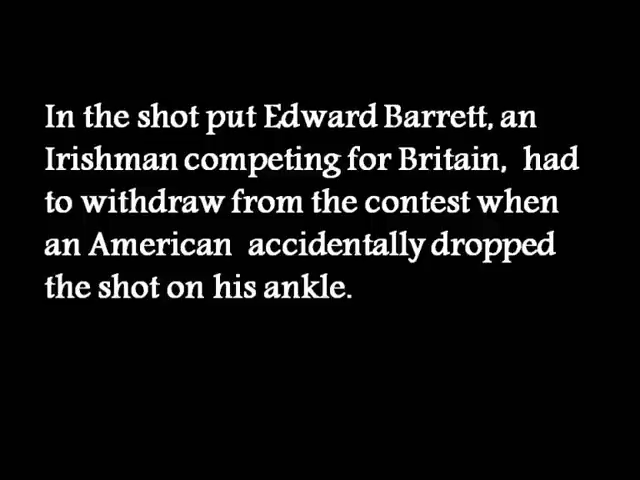 In the shot put Edward Barrett, an
Irishman competing for Britain,  had
to withdraw from the contest when
an American  accidentally dropped
the shot on his ankle.